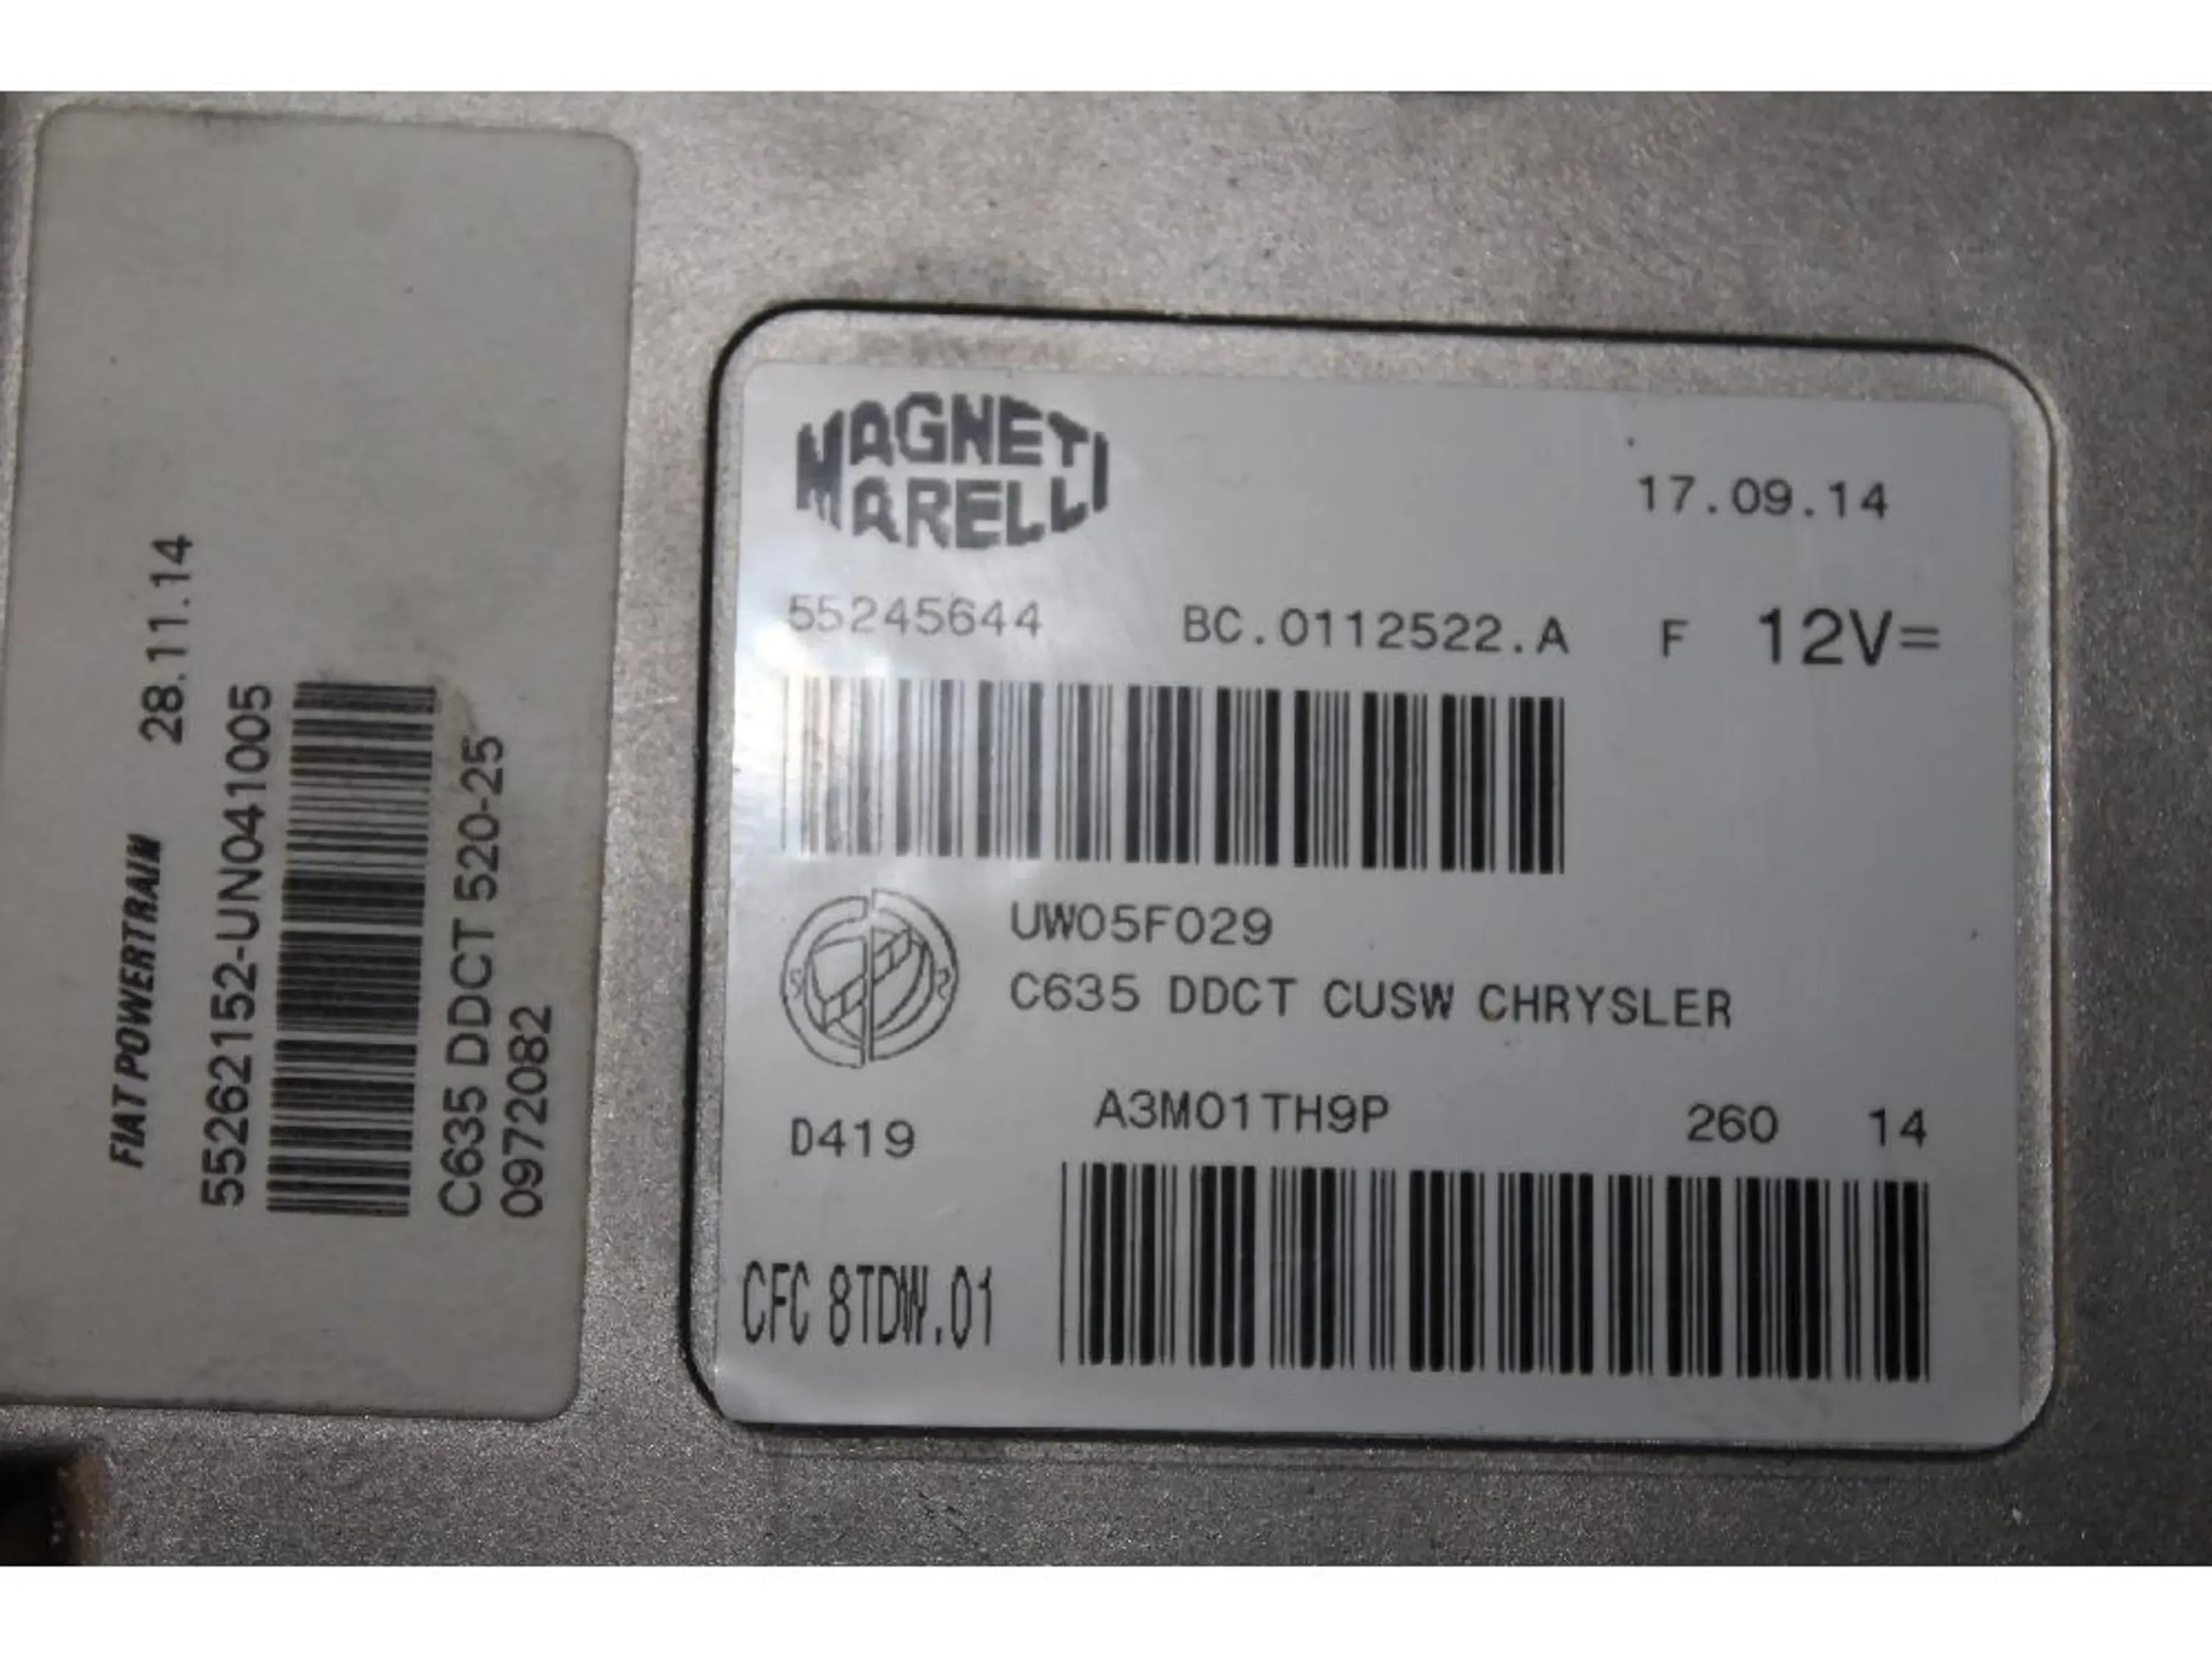 FIAT POWERTRAIN 28.11.14
55262152-UN041005
C635 DDCT 520-25
0972082
MAGNETI
MARELLI
17.09.14
55245644 BC.0112522.A F 12V=
UW05F029
C635 DDCT CUSW CHRYSLER
D419 A3M01TH9P 260 14
CFC 8TDW.01